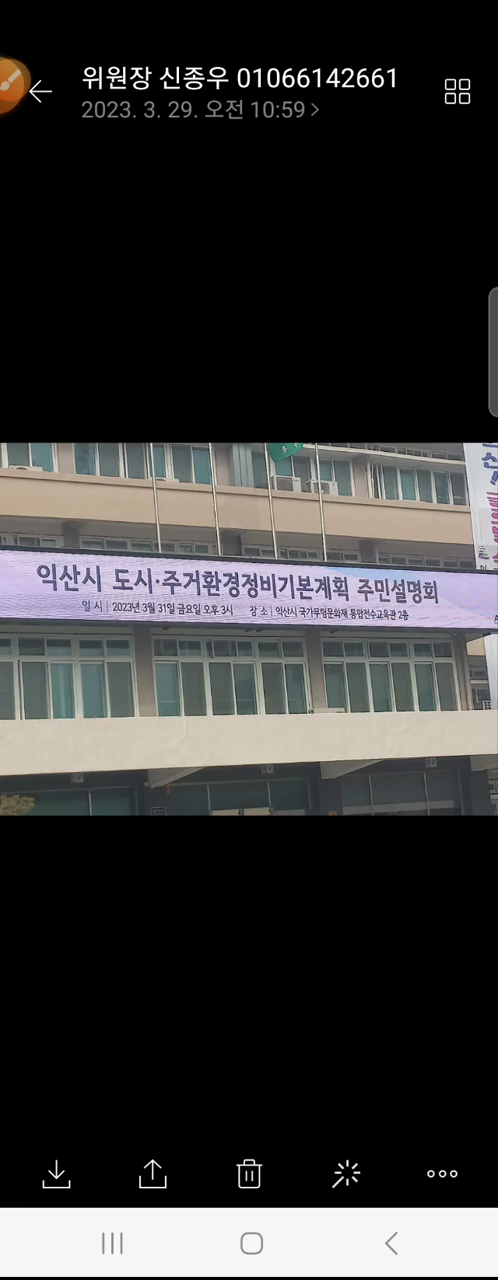 위원장 신종우 01066142661
2023. 3. 29. 오전 10:59
익산시 도시·주거환경정비기본계획 주민설명회
일 시 | 2023년 3월 31일 금요일 오후 3시 장 소 | 익산시 국가무형문화재 통합전수교육관 2층